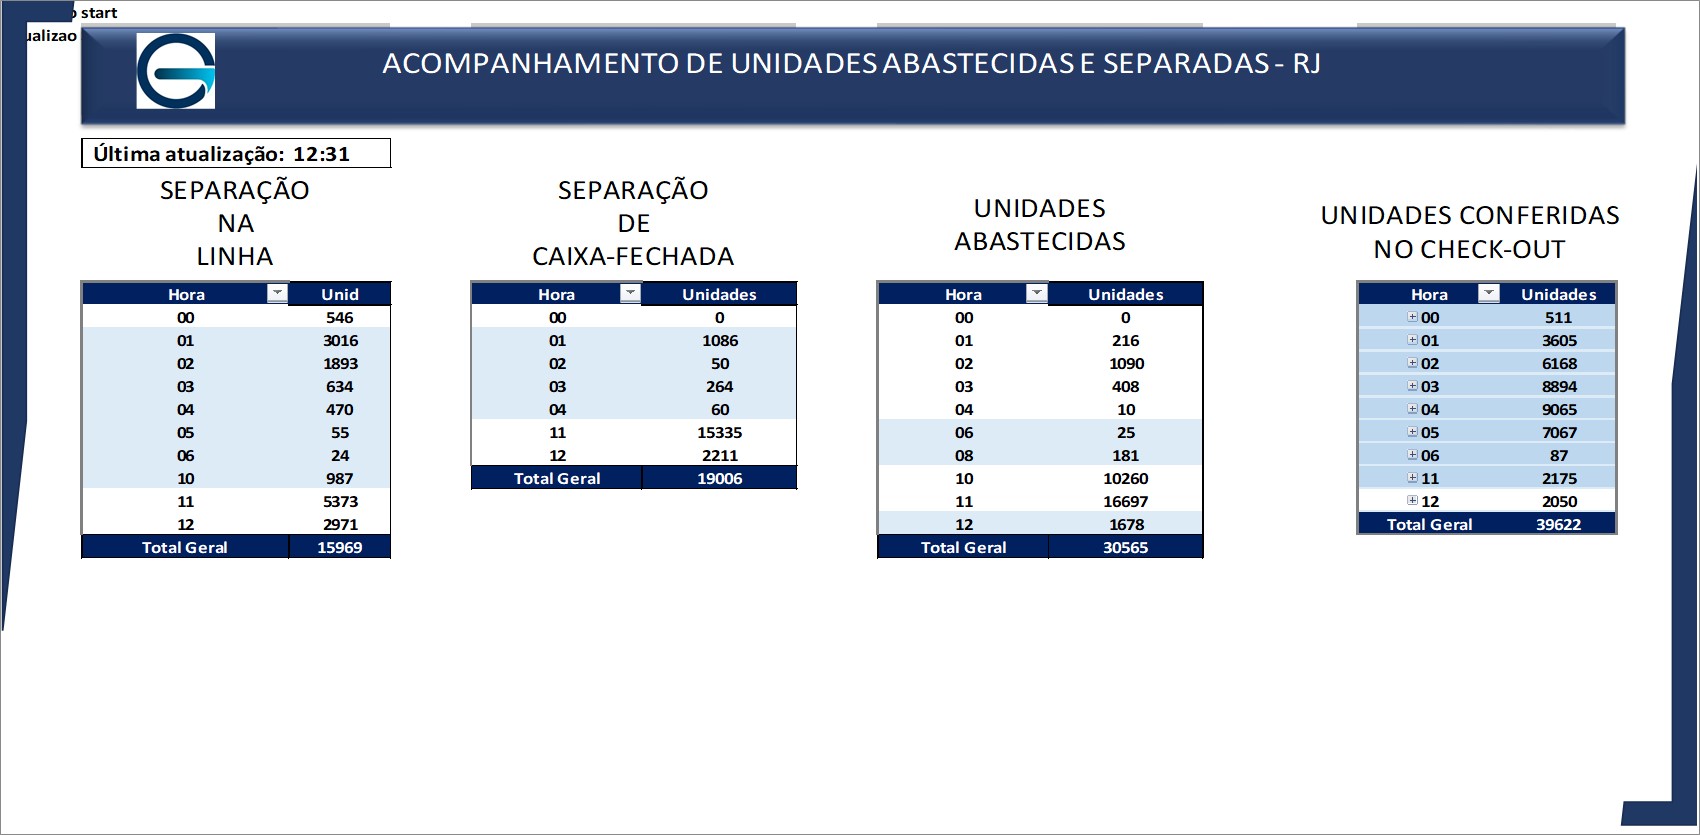 start
ualizao
ACOMPANHAMENTO DE UNIDADES ABASTECIDAS E SEPARADAS - RJ
Última atualização: 12:31
SEPARAÇÃO
NA
LINHA
Hora Unid
00 546
01 3016
02 1893
03 634
04 470
05 55
06 24
10 987
11 5373
12 2971
Total Geral 15969
SEPARAÇÃO
DE
CAIXA-FECHADA
Hora Unidades
00 0
01 1086
02 50
03 264
04 60
11 15335
12 2211
Total Geral 19006
UNIDADES
ABASTECIDAS
Hora Unidades
00 0
01 216
02 1090
03 408
04 10
06 25
08 181
10 10260
11 16697
12 1678
Total Geral 30565
UNIDADES CONFERIDAS
NO CHECK-OUT
Hora Unidades
00 511
01 3605
02 6168
03 8894
04 9065
05 7067
06 87
11 2175
12 2050
Total Geral 39622